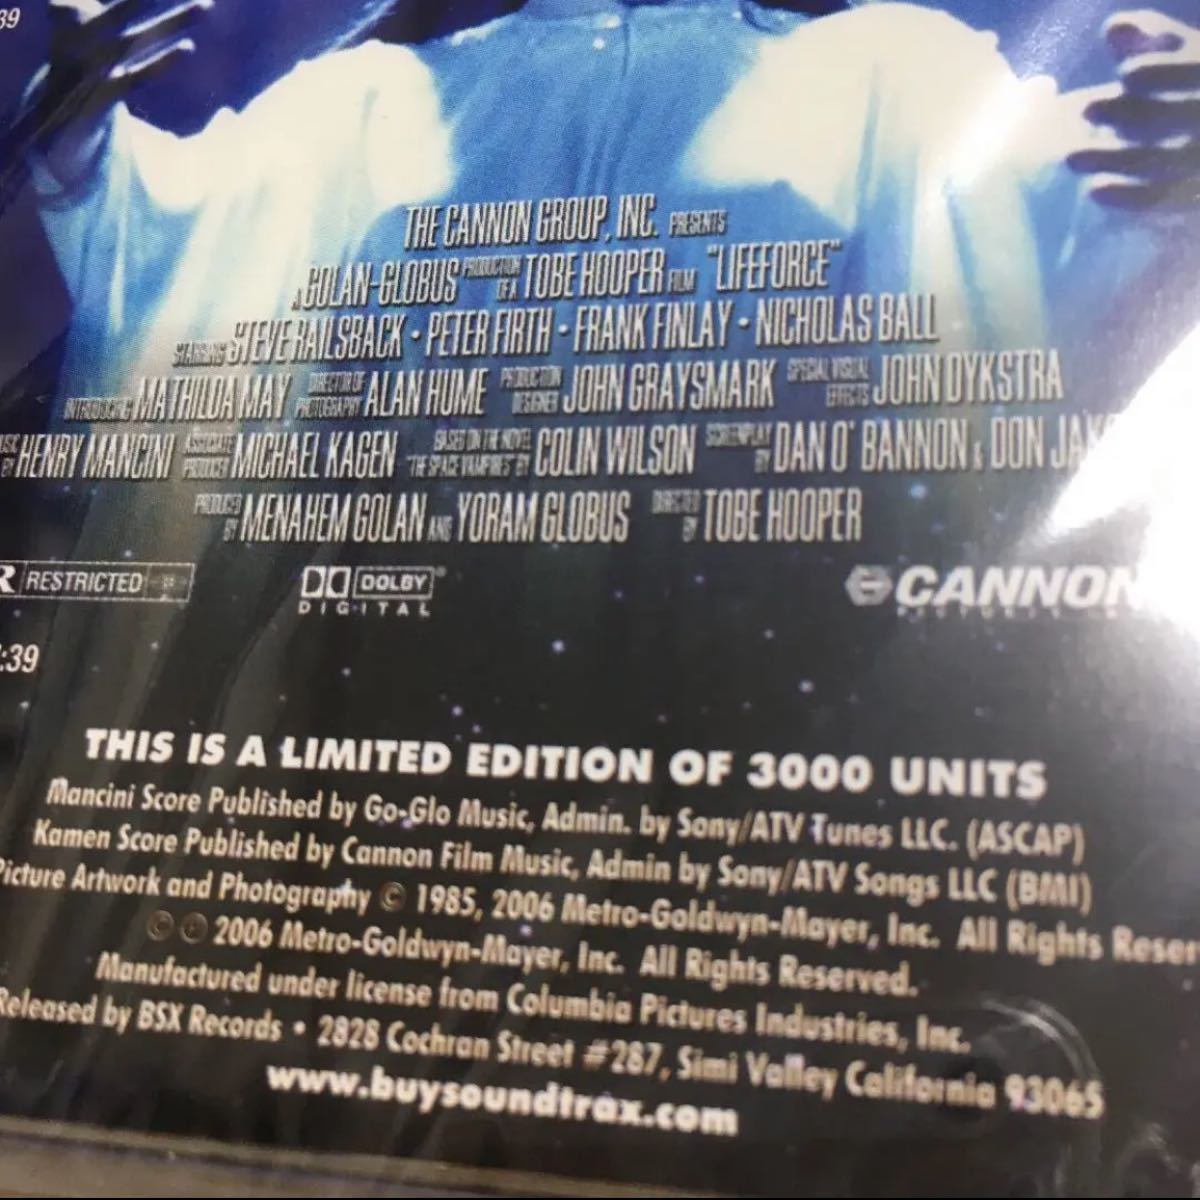 39
THE CANNON GROUP, INC. PRESENTS
A GOLAN-GLOBUS PRODUCTION OF A TOBE HOOPER FILM "LIFEFORCE"
STARRING STEVE RAILSBACK · PETER FIRTH · FRANK FINLAY · NICHOLAS BALL
INTRODUCING MATHILDA MAY DIRECTOR OF PHOTOGRAPHY ALAN HUME PRODUCTION DESIGNER JOHN GRAYSMARK SPECIAL VISUAL EFFECTS JOHN DYKSTRA
BY HENRY MANCINI ASSOCIATE PRODUCER MICHAEL KAGEN BASED ON THE NOVEL "THE SPACE VAMPIRES" BY COLIN WILSON SCREENPLAY BY DAN O'BANNON & DON
PRODUCED BY MENAHEM GOLAN AND YORAM GLOBUS DIRECTED BY TOBE HOOPER
R RESTRICTED
DOLBY
DIGITAL
CANNON
:39
THIS IS A LIMITED EDITION OF 3000 UNITS
Mancini Score Published by Go-Glo Music, Admin. by Sony/ATV Tunes LLC. (ASCAP)
Kamen Score Published by Cannon Film Music, Admin by Sony/ATV Songs LLC (BMI)
Picture Artwork and Photography © 1985, 2006 Metro-Goldwyn-Mayer, Inc. All Rights Reser
© ℗ 2006 Metro-Goldwyn-Mayer, Inc. All Rights Reserved.
Manufactured under license from Columbia Pictures Industries, Inc.
Released by BSX Records • 2828 Cochran Street #287, Simi Valley California 93065
www.buysoundtrax.com